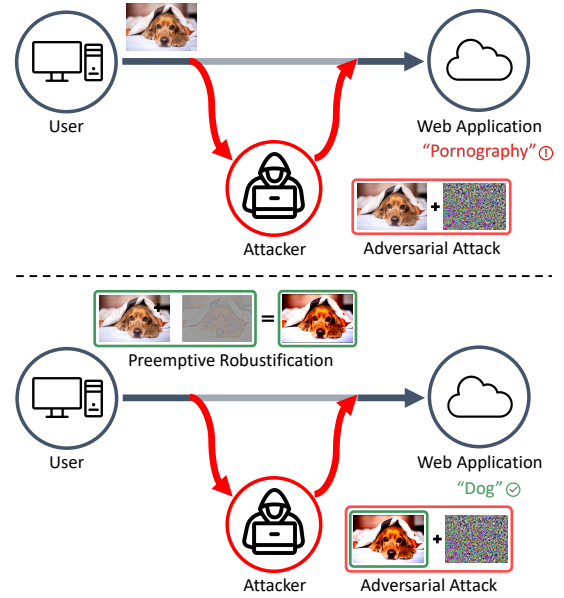 User
Web Application
"Pornography"
Attacker
Adversarial Attack
+
=
Preemptive Robustification
User
Web Application
"Dog"
Attacker
Adversarial Attack